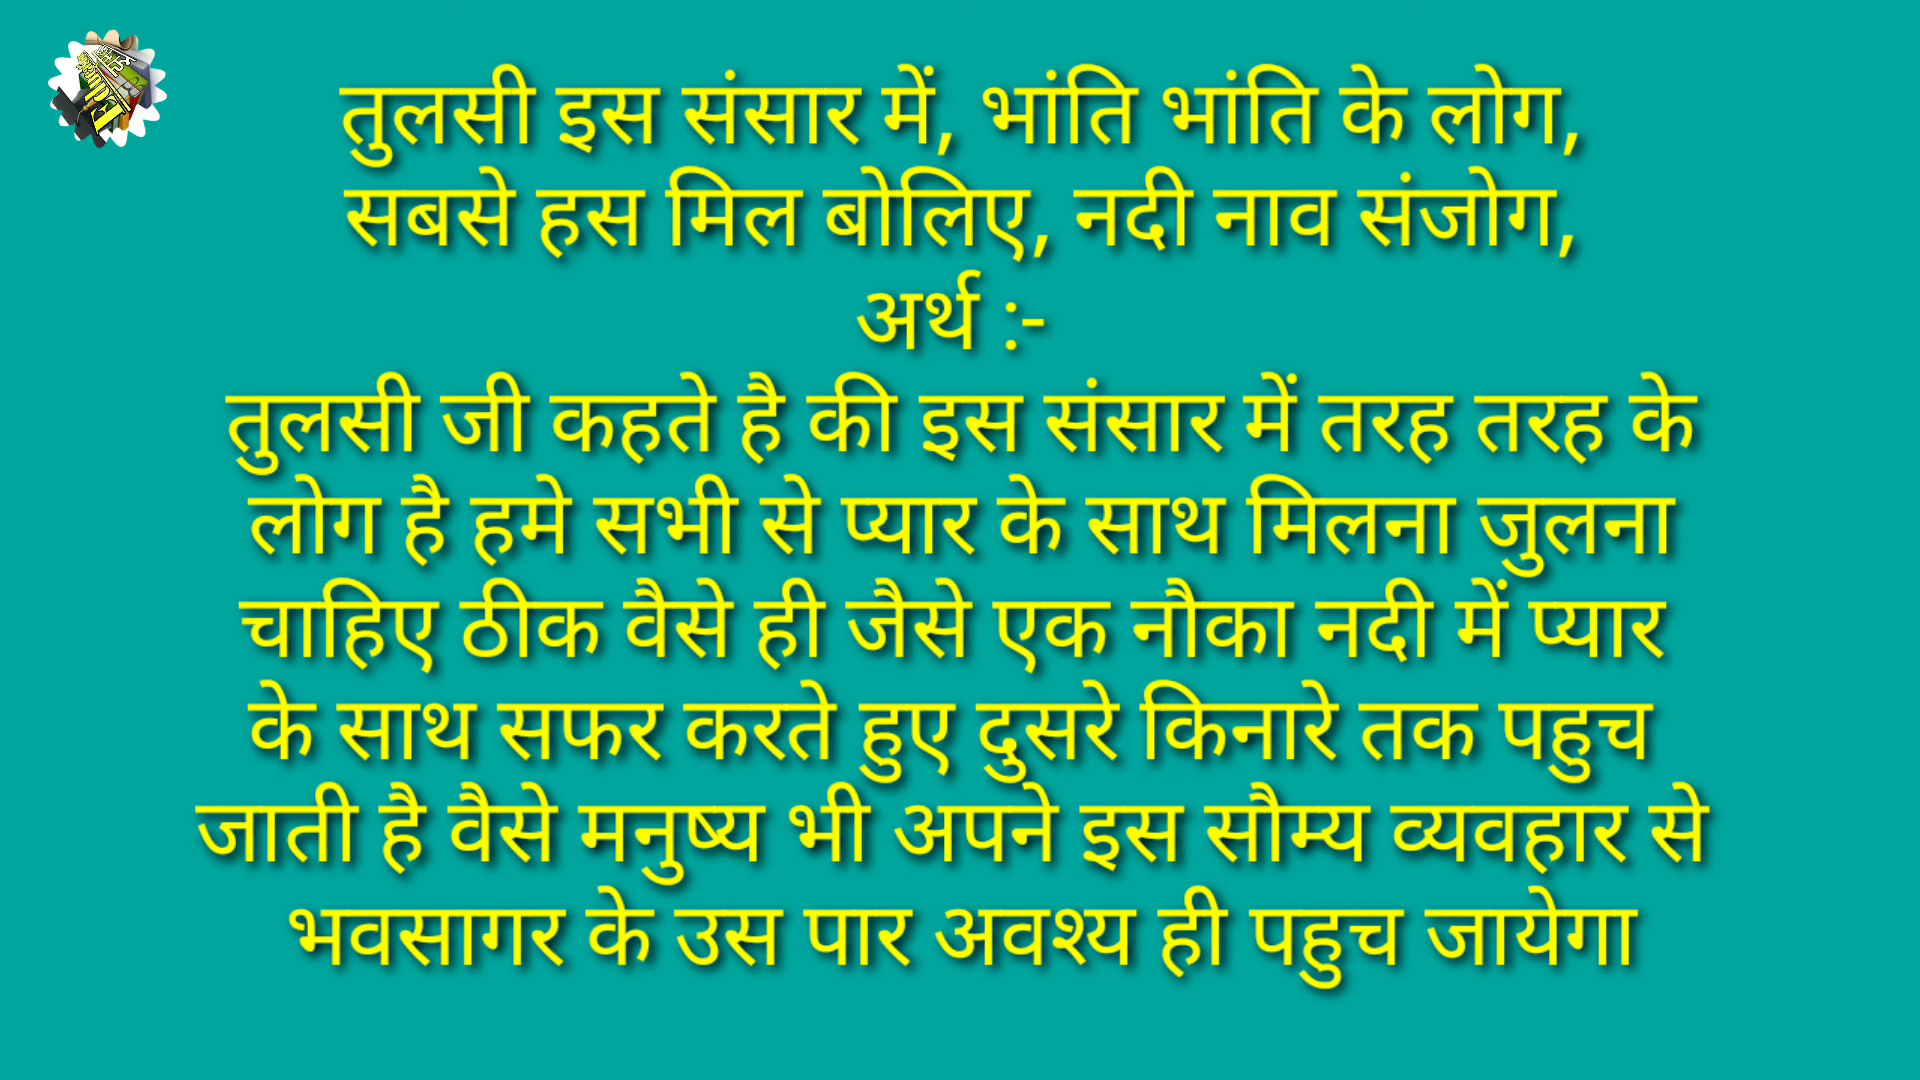 तुलसी इस संसार में, भांति भांति के लोग,
सबसे हस मिल बोलिए, नदी नाव संजोग,
अर्थ :-
तुलसी जी कहते है की इस संसार में तरह तरह के
लोग है हमे सभी से प्यार के साथ मिलना जुलना
चाहिए ठीक वैसे ही जैसे एक नौका नदी में प्यार
के साथ सफर करते हुए दुसरे किनारे तक पहुच
जाती है वैसे मनुष्य भी अपने इस सौम्य व्यवहार से
भवसागर के उस पार अवश्य ही पहुच जायेगा